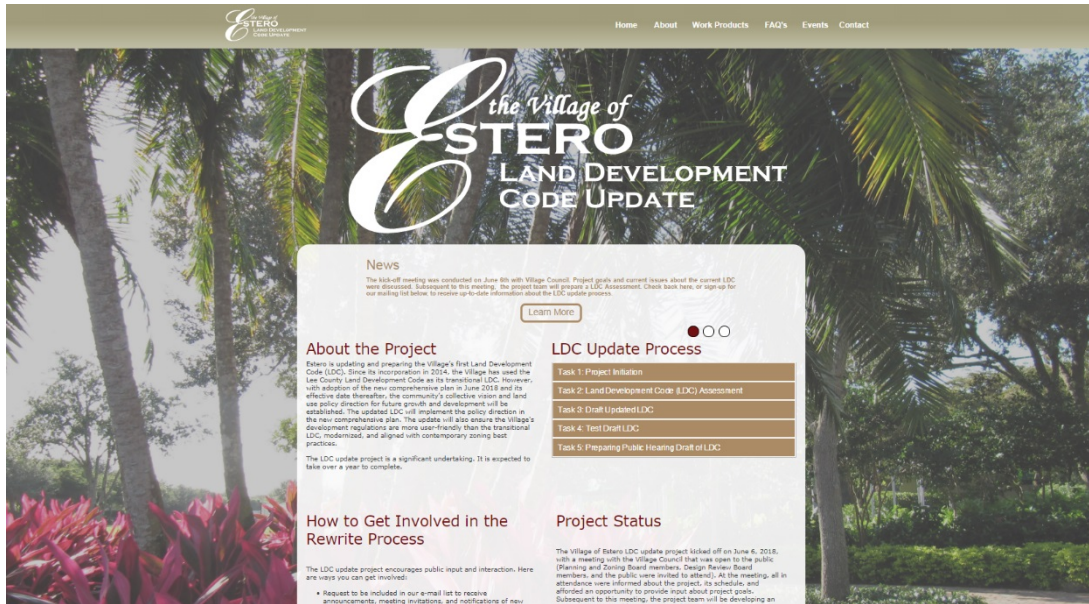 the Village of
ESTERO
LAND DEVELOPMENT
CODE UPDATE
Home About Work Products FAQ's Events Contact
the Village of
ESTERO
LAND DEVELOPMENT
CODE UPDATE
News
The kick-off meeting was conducted on June 6th with Village Council. Project goals and current issues about the current LDC
were discussed. Subsequent to this meeting, the project team will prepare a LDC Assessment. Check back here, or sign-up for
our mailing list below, to receive up-to-date information about the LDC update process.
Learn More
About the Project
Estero is updating and preparing the Village's first Land Development
Code (LDC). Since its incorporation in 2014, the Village has used the
Lee County Land Development Code as its transitional LDC. However,
with adoption of the new comprehensive plan in June 2018 and its
effective date thereafter, the community's collective vision and land
use policy direction for future growth and development will be
established. The updated LDC will implement the policy direction in
the new comprehensive plan. The update will also ensure the Village's
development regulations are more user-friendly than the transitional
LDC, modernized, and aligned with contemporary zoning best
practices.
The LDC update project is a significant undertaking. It is expected to
take over a year to complete.
LDC Update Process
Task 1: Project Initiation
Task 2: Land Development Code (LDC) Assessment
Task 3: Draft Updated LDC
Task 4: Test Draft LDC
Task 5: Preparing Public Hearing Draft of LDC
How to Get Involved in the
Rewrite Process
The LDC update project encourages public input and interaction. Here
are ways you can get involved:
• Request to be included in our e-mail list to receive
announcements, meeting invitations, and notifications of new
Project Status
The Village of Estero LDC update project kicked off on June 6, 2018,
with a meeting with the Village Council that was open to the public
(Planning and Zoning Board members, Design Review Board
members, and the public were invited to attend). At the meeting, all in
attendance were informed about the project, its schedule, and
afforded an opportunity to provide input about project goals.
Subsequent to this meeting, the project team will be developing an